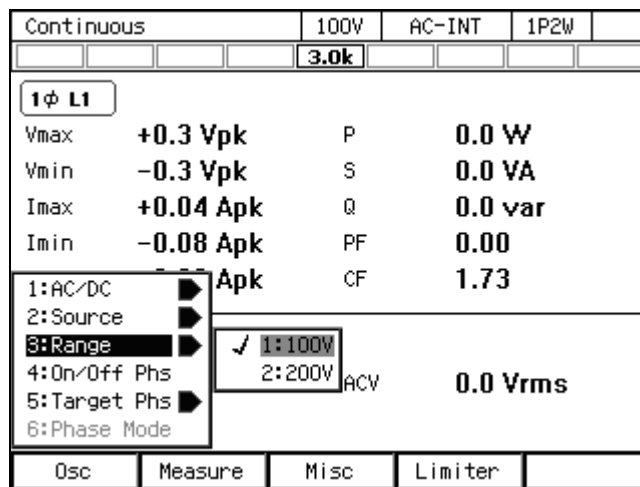 Continuous 100V AC-INT 1P2W
3.0k
1ϕ L1
Vmax +0.3 Vpk P 0.0 W
Vmin -0.3 Vpk S 0.0 VA
Imax +0.04 Apk Q 0.0 var
Imin -0.08 Apk PF 0.00
Apk CF 1.73
1:AC/DC
2:Source
3:Range
4:On/Off Phs
5:Target Phs
6:Phase Mode
✓ 1:100V
2:200V
ACV 0.0 Vrms
Osc Measure Misc Limiter